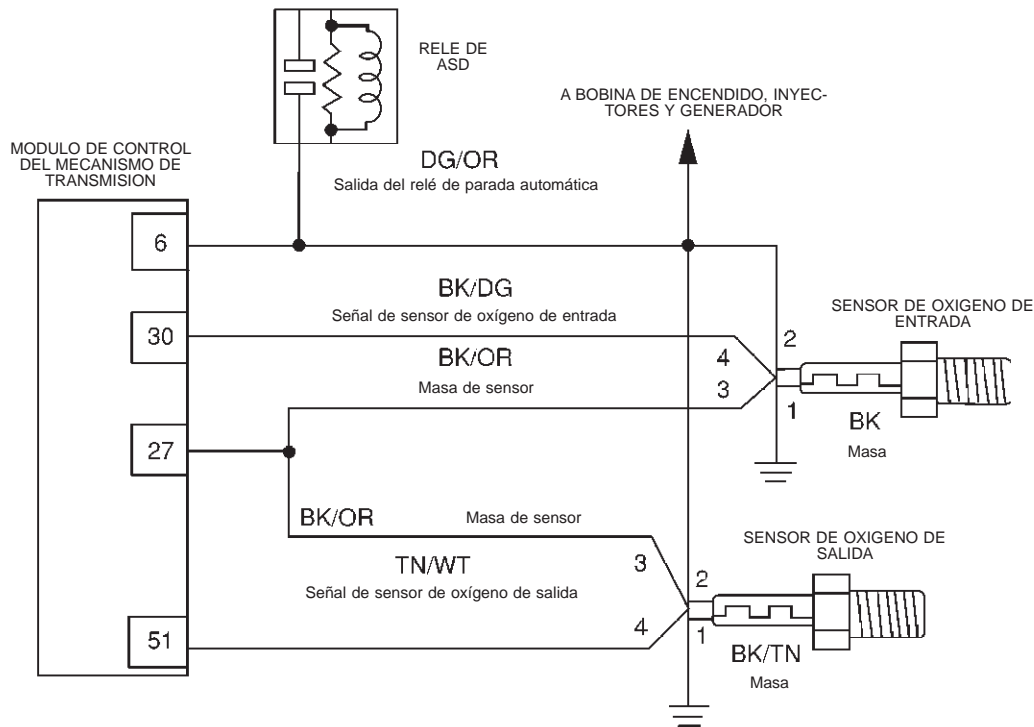 RELE DE
ASD
A BOBINA DE ENCENDIDO, INYEC-
TORES Y GENERADOR
MODULO DE CONTROL
DEL MECANISMO DE
TRANSMISION
DG/OR
Salida del relé de parada automática
6
BK/DG
Señal de sensor de oxígeno de entrada
SENSOR DE OXIGENO DE
ENTRADA
30
2
4
BK/OR
Masa de sensor
3
1
BK
Masa
27
BK/OR
Masa de sensor
SENSOR DE OXIGENO DE
SALIDA
TN/WT
3
2
Señal de sensor de oxígeno de salida
4
1
51
BK/TN
Masa